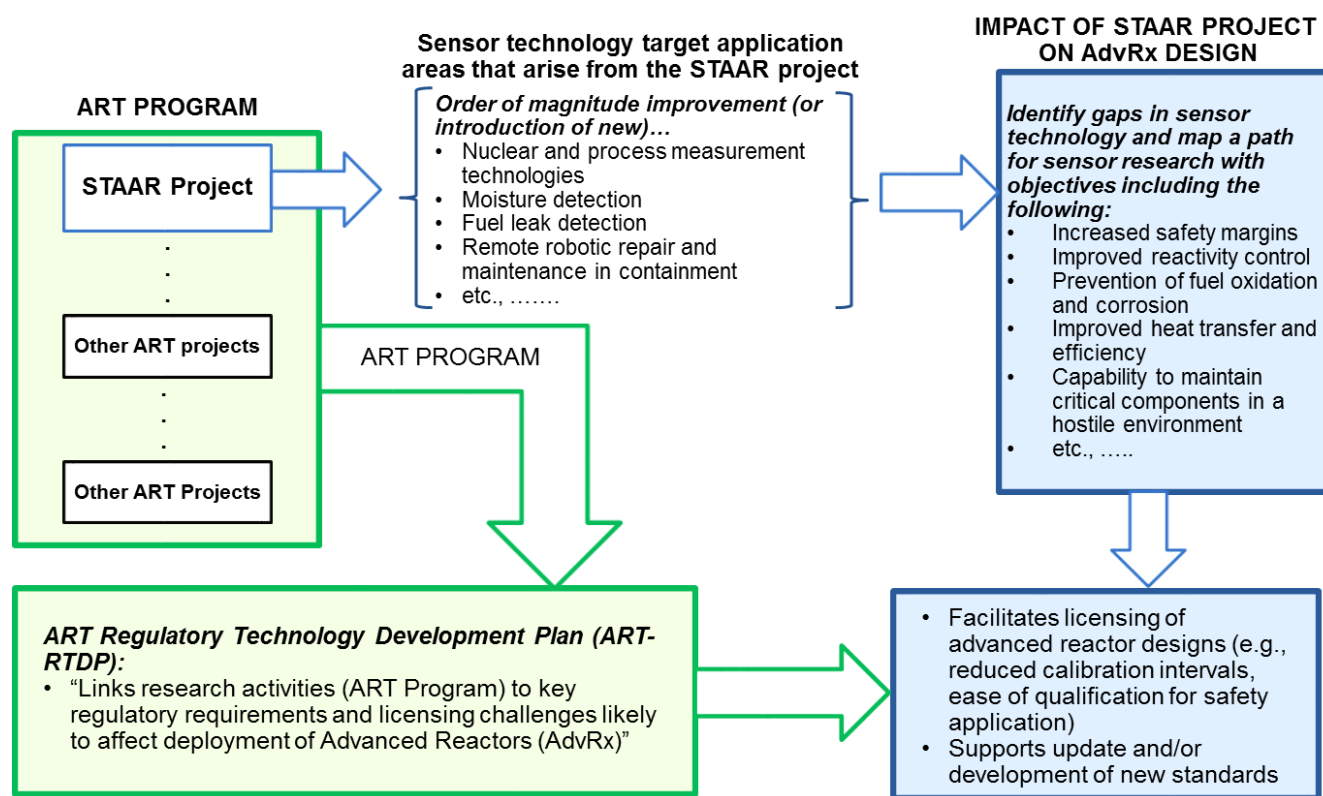 ART PROGRAM
STAAR Project
.
.
.
Other ART projects
.
.
.
Other ART Projects
Sensor technology target application
areas that arise from the STAAR project
Order of magnitude improvement (or
introduction of new)…
• Nuclear and process measurement
technologies
• Moisture detection
• Fuel leak detection
• Remote robotic repair and
maintenance in containment
• etc., …….
IMPACT OF STAAR PROJECT
ON AdvRx DESIGN
Identify gaps in sensor
technology and map a path
for sensor research with
objectives including the
following:
• Increased safety margins
• Improved reactivity control
• Prevention of fuel oxidation
and corrosion
• Improved heat transfer and
efficiency
• Capability to maintain
critical components in a
hostile environment
• etc., …..
ART PROGRAM
ART Regulatory Technology Development Plan (ART-
RTDP):
• “Links research activities (ART Program) to key
regulatory requirements and licensing challenges likely
to affect deployment of Advanced Reactors (AdvRx)”
• Facilitates licensing of
advanced reactor designs (e.g.,
reduced calibration intervals,
ease of qualification for safety
application)
• Supports update and/or
development of new standards